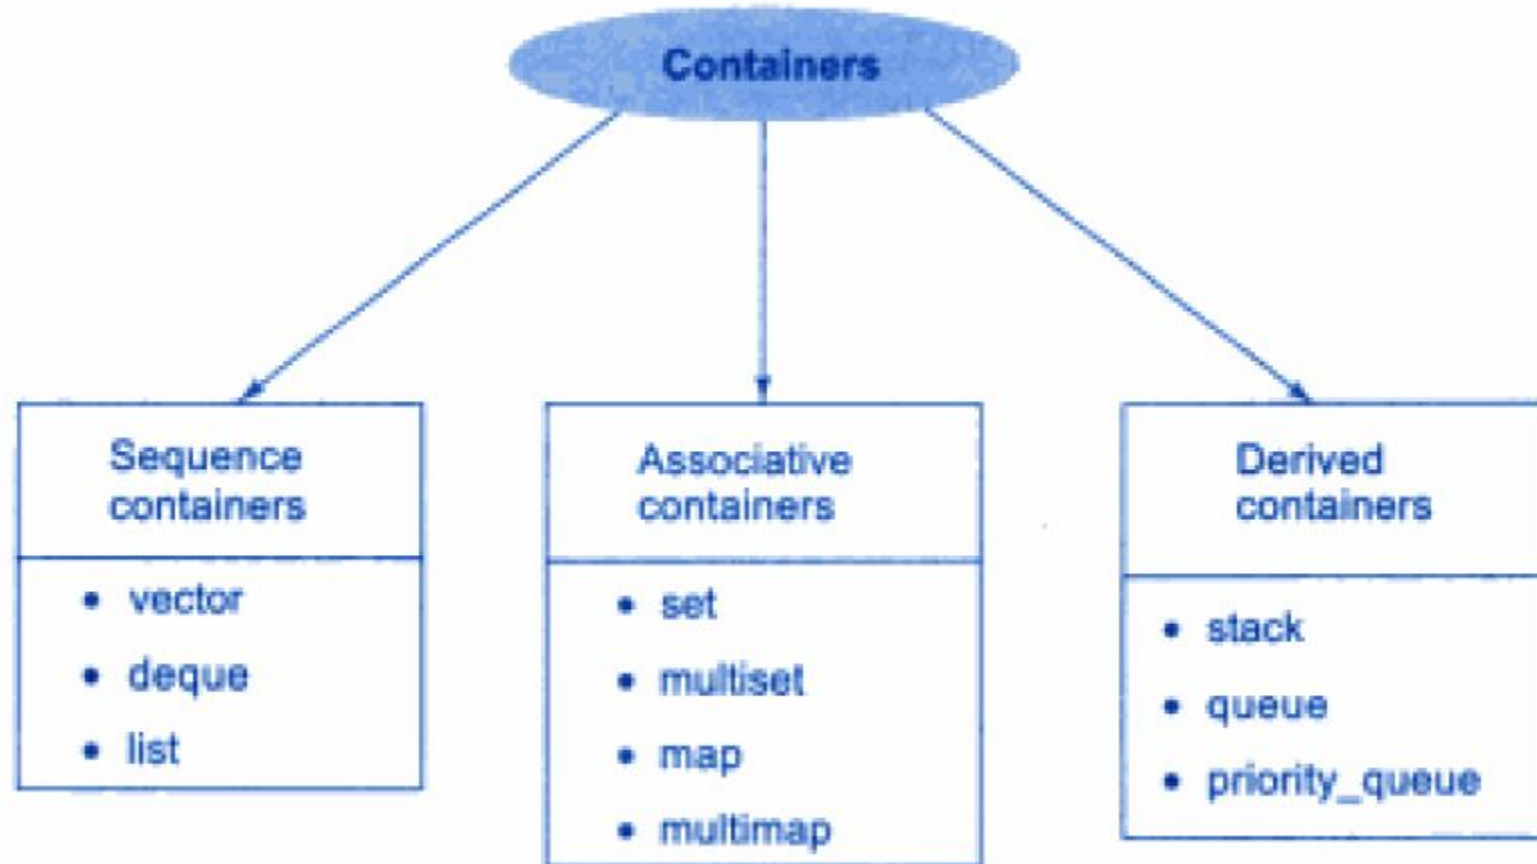 Containers
Sequence
containers
• vector
• deque
• list
Associative
containers
• set
• multiset
• map
• multimap
Derived
containers
• stack
• queue
• priority_queue